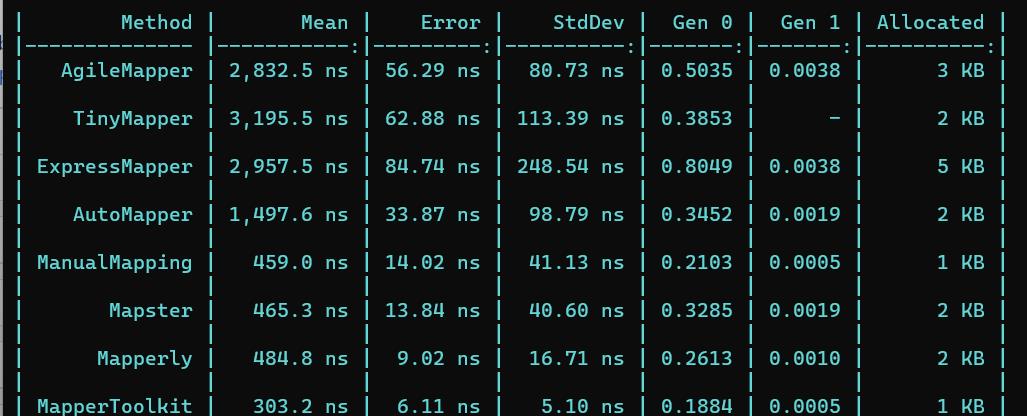 | Method | Mean | Error | StdDev | Gen 0 | Gen 1 | Allocated |
|-------------- |-----------:|---------:|----------:|-------:|-------:|----------:|
| AgileMapper | 2,832.5 ns | 56.29 ns | 80.73 ns | 0.5035 | 0.0038 | 3 KB |
| TinyMapper | 3,195.5 ns | 62.88 ns | 113.39 ns | 0.3853 | - | 2 KB |
| ExpressMapper | 2,957.5 ns | 84.74 ns | 248.54 ns | 0.8049 | 0.0038 | 5 KB |
| AutoMapper | 1,497.6 ns | 33.87 ns | 98.79 ns | 0.3452 | 0.0019 | 2 KB |
| ManualMapping | 459.0 ns | 14.02 ns | 41.13 ns | 0.2103 | 0.0005 | 1 KB |
| Mapster | 465.3 ns | 13.84 ns | 40.60 ns | 0.3285 | 0.0019 | 2 KB |
| Mapperly | 484.8 ns | 9.02 ns | 16.71 ns | 0.2613 | 0.0010 | 2 KB |
| MapperToolkit | 303.2 ns | 6.11 ns | 5.10 ns | 0.1884 | 0.0005 | 1 KB |